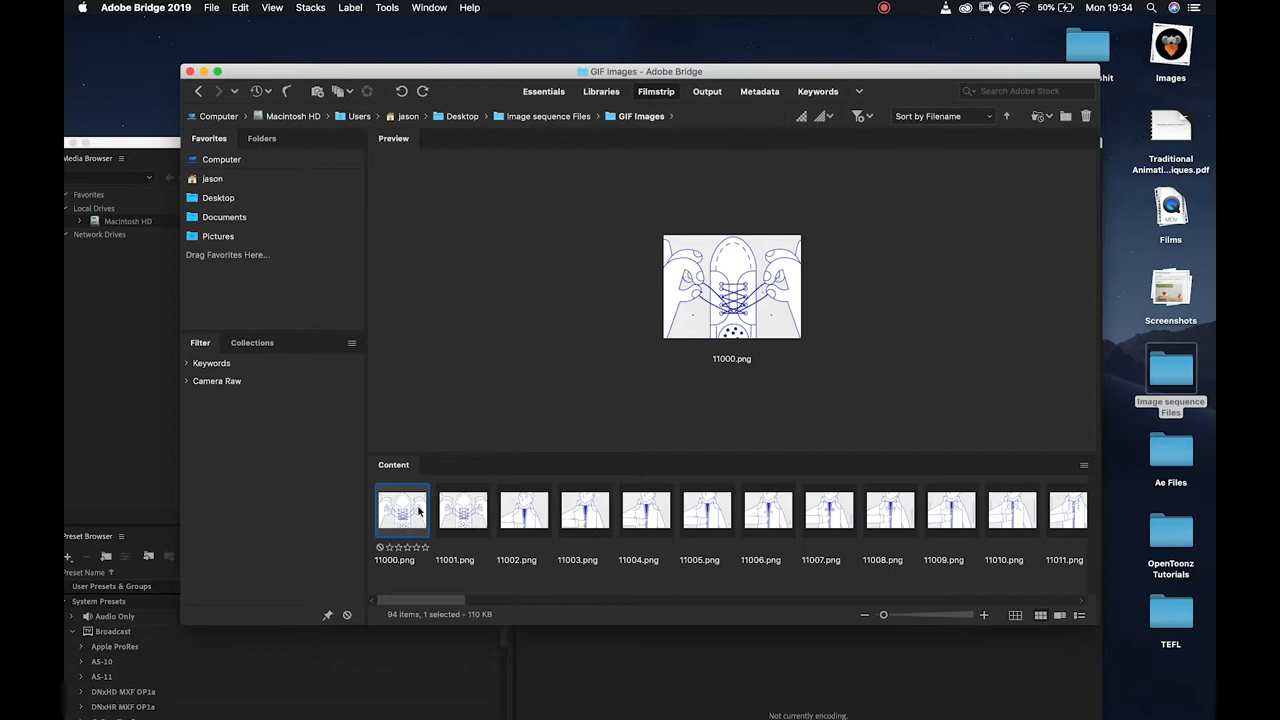 Adobe Bridge 2019 File Edit View Stacks Label Tools Window Help 50% Mon 19:34
GIF Images - Adobe Bridge
Essentials Libraries Filmstrip Output Metadata Keywords Search Adobe Stock
Computer Macintosh HD Users jason Desktop Image sequence Files GIF Images Sort by Filename
Favorites Folders
Computer
jason
Desktop
Documents
Pictures
Drag Favorites Here...
Filter Collections
Keywords
Camera Raw
Preview
11000.png
Content
11000.png 11001.png 11002.png 11003.png 11004.png 11005.png 11006.png 11007.png 11008.png 11009.png 11010.png 11011.png
94 items, 1 selected - 110 KB
Media Browser
Favorites
Local Drives
Macintosh HD
Network Drives
Preset Browser
Preset Name
User Presets & Groups
System Presets
Audio Only
Broadcast
Apple ProRes
AS-10
AS-11
DNxHD MXF OP1a
DNxHR MXF OP1a
Not currently encoding.
shit
Images
Traditional
Animati...iques.pdf
MOV
Films
Screenshots
Image sequence
Files
Ae Files
OpenToonz
Tutorials
TEFL